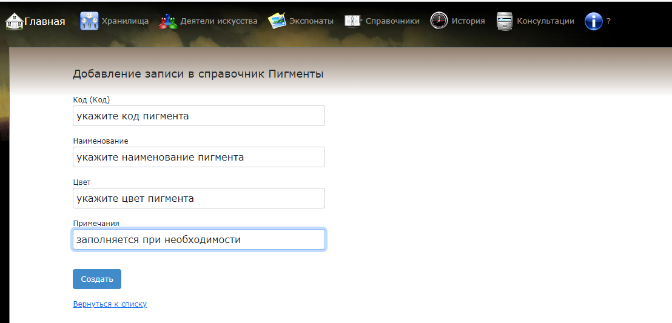 Главная Хранилища Деятели искусства Экспонаты Справочники История Консультации ?
Добавление записи в справочник Пигменты
Код (Код)
укажите код пигмента
Наименование
укажите наименование пигмента
Цвет
укажите цвет пигмента
Примечания
заполняется при необходимости
Создать
Вернуться к списку